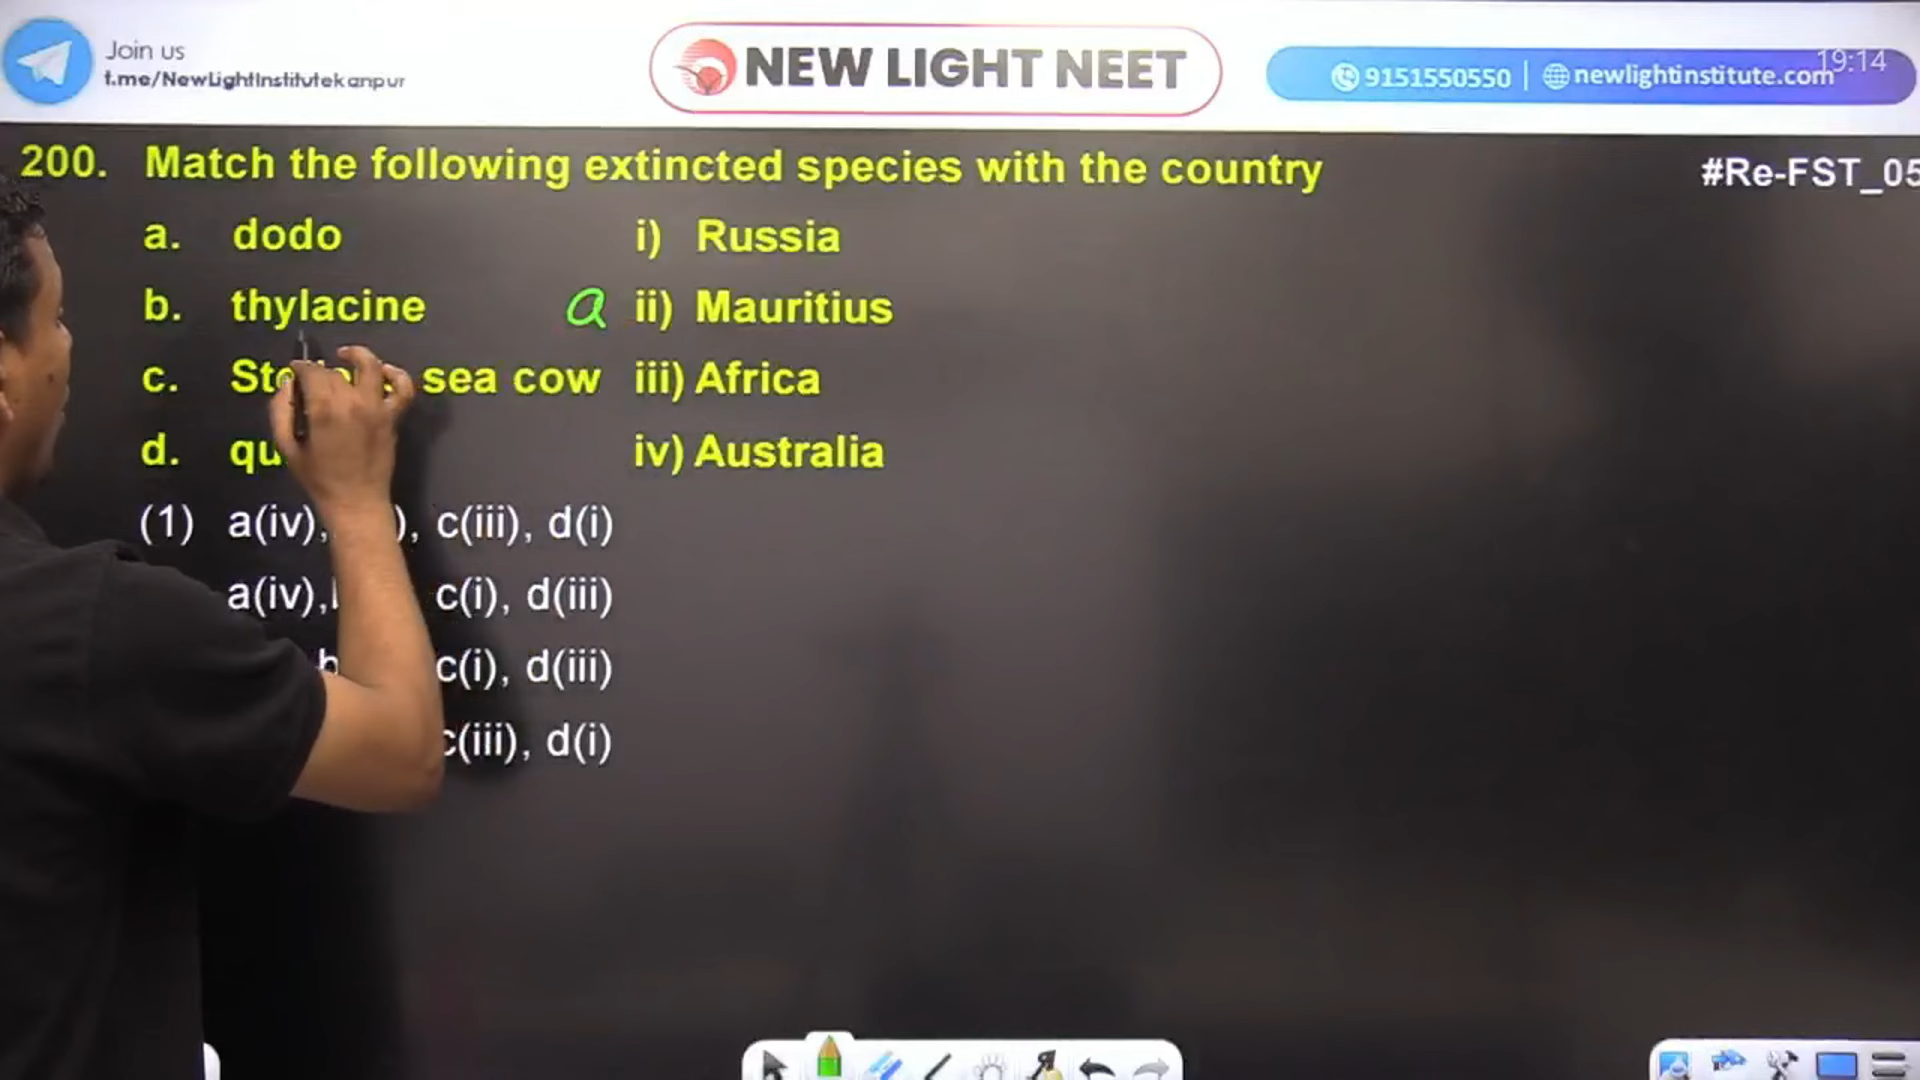 Join us
t.me/NewLightInstitutekanpur
NEW LIGHT NEET
9151550550 | newlightinstitute.com
19:14
200. Match the following extincted species with the country
#Re-FST_05
a. dodo i) Russia
b. thylacine a ii) Mauritius
c. sea cow iii) Africa
d. iv) Australia
(1) a(iv), c(iii), d(i)
a(iv), c(i), d(iii)
c(i), d(iii)
c(iii), d(i)